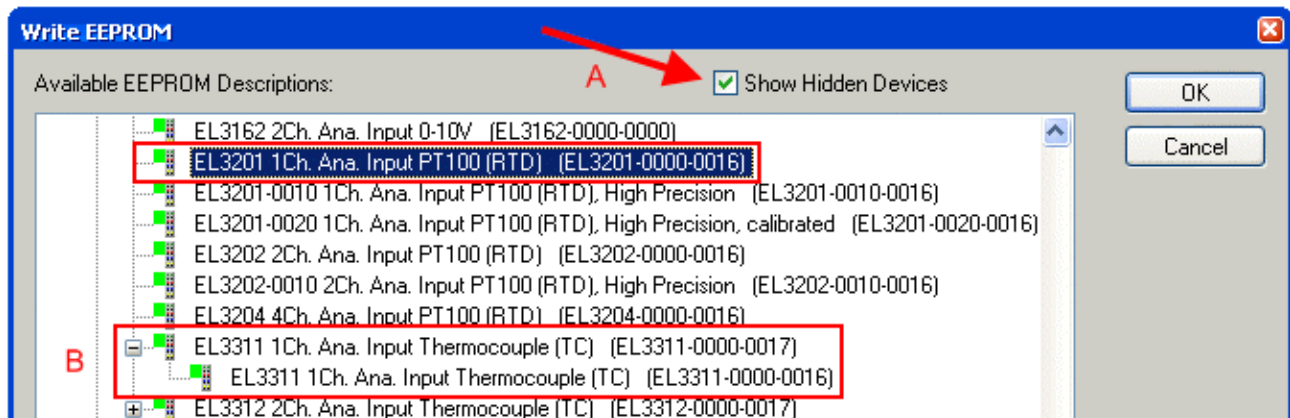 Write EEPROM
A
Available EEPROM Descriptions: Show Hidden Devices
OK
EL3162 2Ch. Ana. Input 0-10V (EL3162-0000-0000)
Cancel
EL3201 1Ch. Ana. Input PT100 (RTD) (EL3201-0000-0016)
EL3201-0010 1Ch. Ana. Input PT100 (RTD), High Precision (EL3201-0010-0016)
EL3201-0020 1Ch. Ana. Input PT100 (RTD), High Precision, calibrated (EL3201-0020-0016)
EL3202 2Ch. Ana. Input PT100 (RTD) (EL3202-0000-0016)
EL3202-0010 2Ch. Ana. Input PT100 (RTD), High Precision (EL3202-0010-0016)
EL3204 4Ch. Ana. Input PT100 (RTD) (EL3204-0000-0016)
B
EL3311 1Ch. Ana. Input Thermocouple (TC) (EL3311-0000-0017)
EL3311 1Ch. Ana. Input Thermocouple (TC) (EL3311-0000-0016)
EL3312 2Ch. Ana. Input Thermocouple (TC) (EL3312-0000-0017)